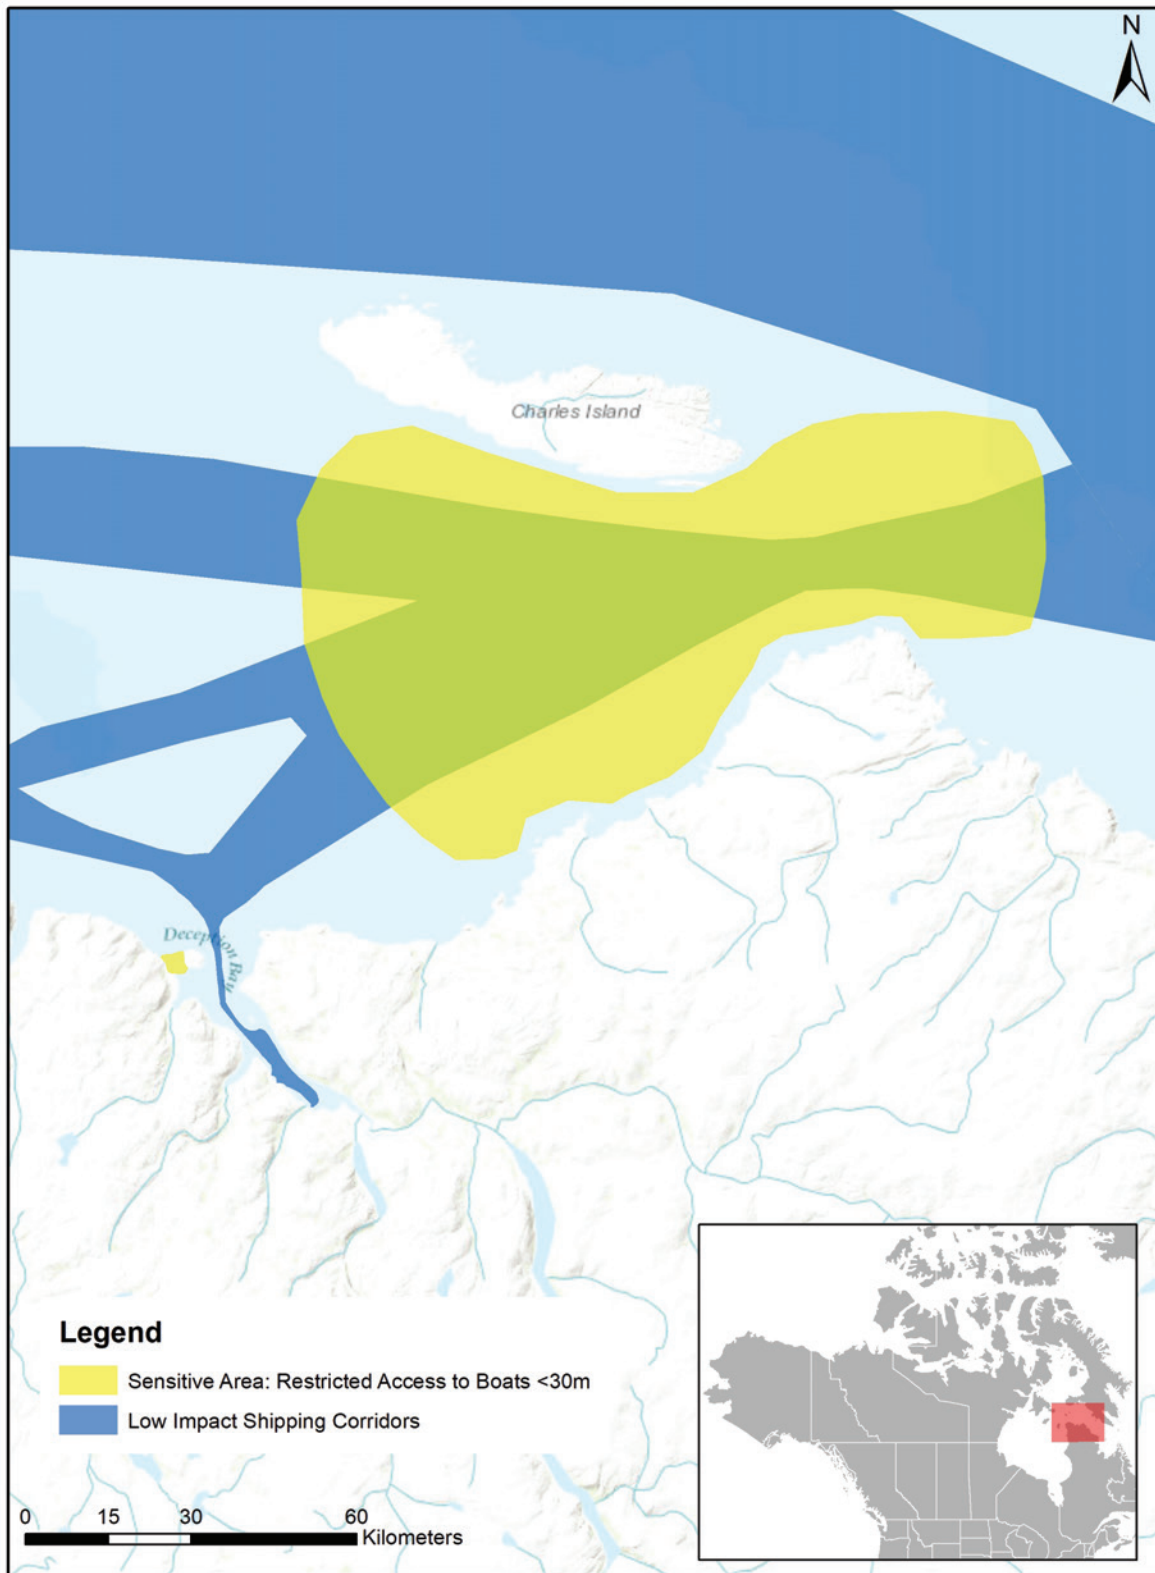 N
Charles Island
Deception Bay
Legend
Sensitive Area: Restricted Access to Boats <30m
Low Impact Shipping Corridors
0 15 30 60
Kilometers